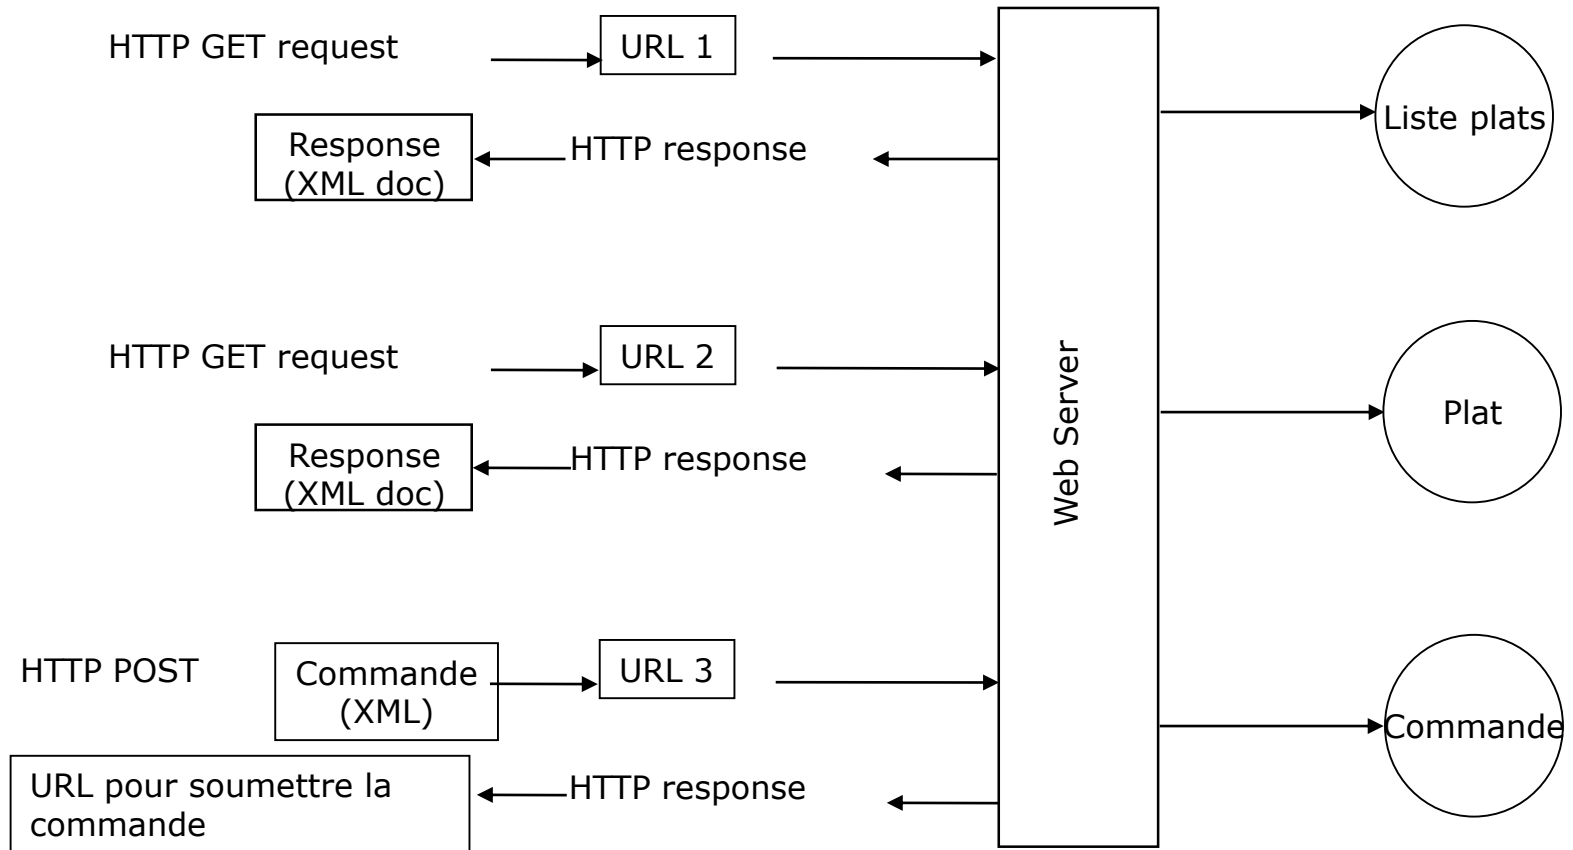 HTTP GET request
URL 1
Liste plats
Response
(XML doc)
HTTP response
HTTP GET request
URL 2
Web Server
Plat
Response
(XML doc)
HTTP response
HTTP POST
Commande
(XML)
URL 3
Commande
URL pour soumettre la
commande
HTTP response